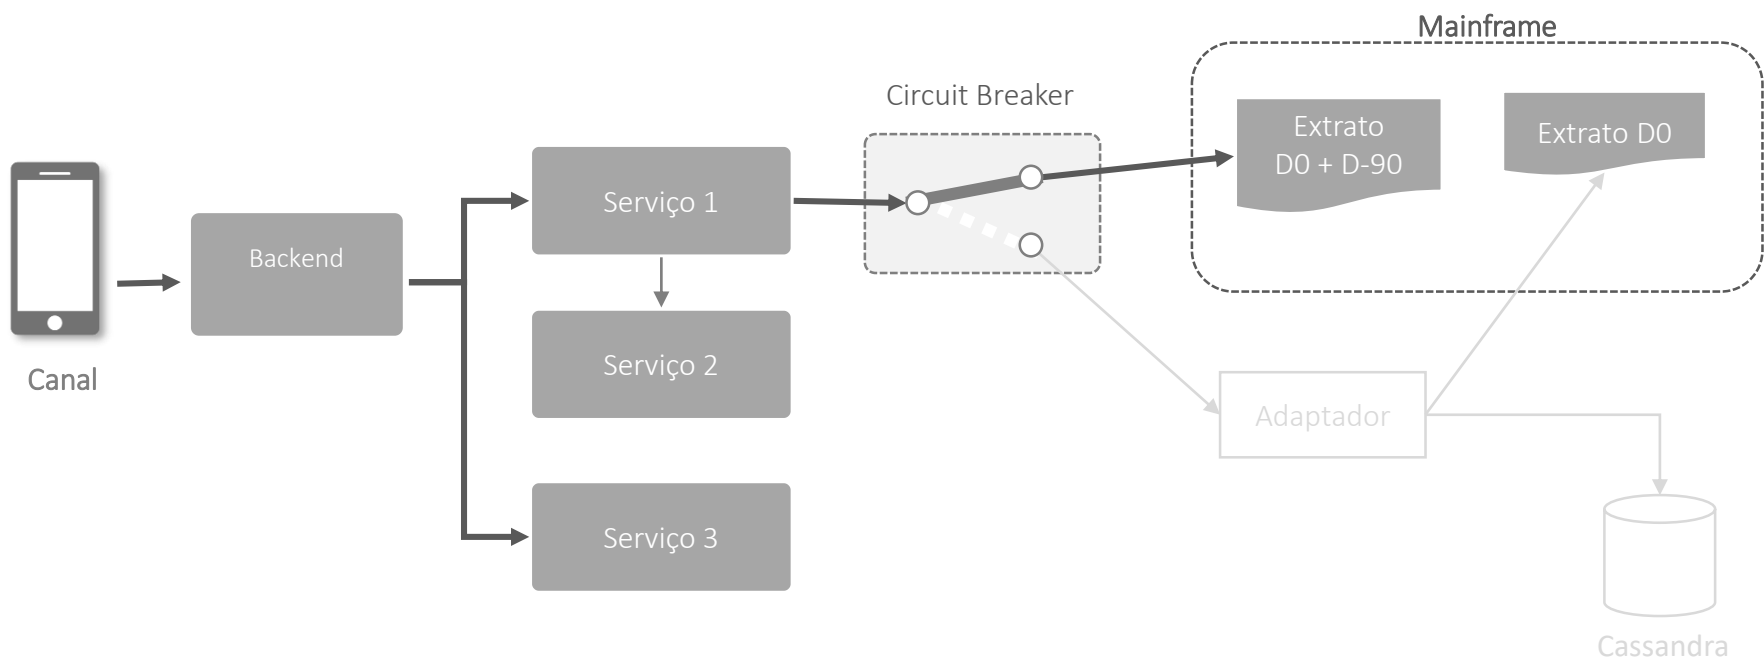 Mainframe
Circuit Breaker
Extrato
D0 + D-90
Extrato D0
Serviço 1
Backend
Serviço 2
Canal
Adaptador
Serviço 3
Cassandra